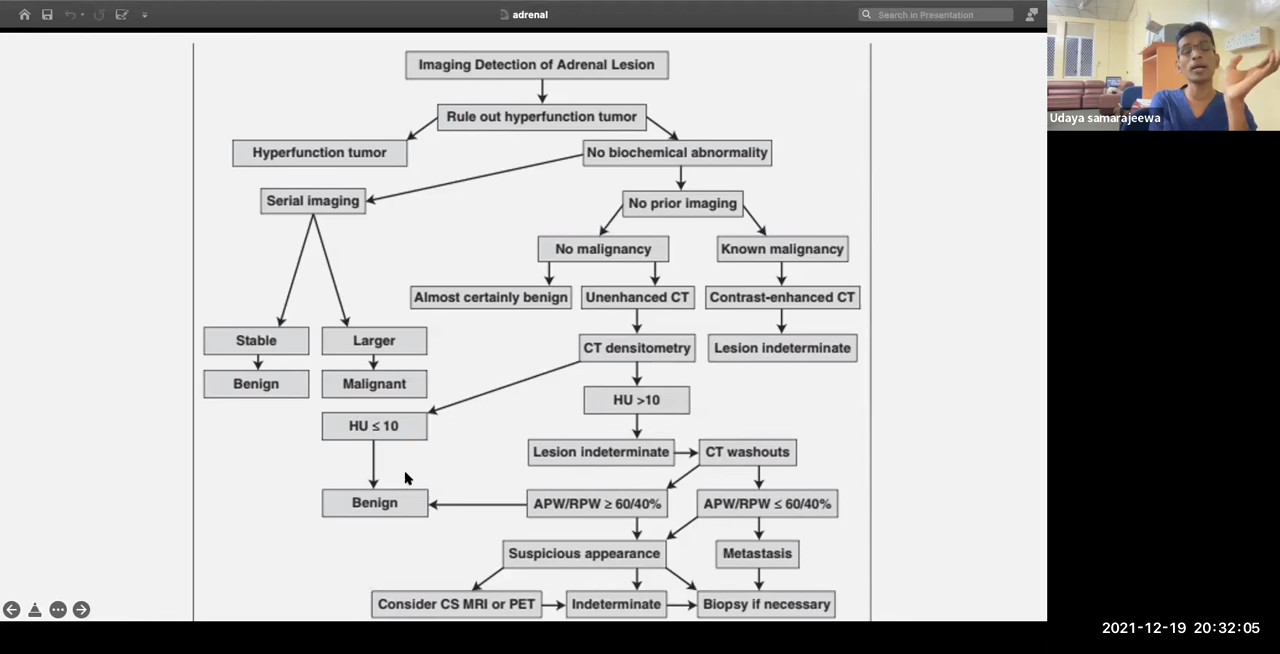 adrenal
Search in Presentation
Imaging Detection of Adrenal Lesion
Rule out hyperfunction tumor
Hyperfunction tumor
No biochemical abnormality
Serial imaging
No prior imaging
No malignancy
Known malignancy
Almost certainly benign
Unenhanced CT
Contrast-enhanced CT
Stable
Larger
CT densitometry
Lesion indeterminate
Benign
Malignant
HU >10
HU ≤ 10
Lesion indeterminate
CT washouts
Benign
APW/RPW ≥ 60/40%
APW/RPW ≤ 60/40%
Suspicious appearance
Metastasis
Consider CS MRI or PET
Indeterminate
Biopsy if necessary
Udaya samarajeewa
2021-12-19 20:32:05